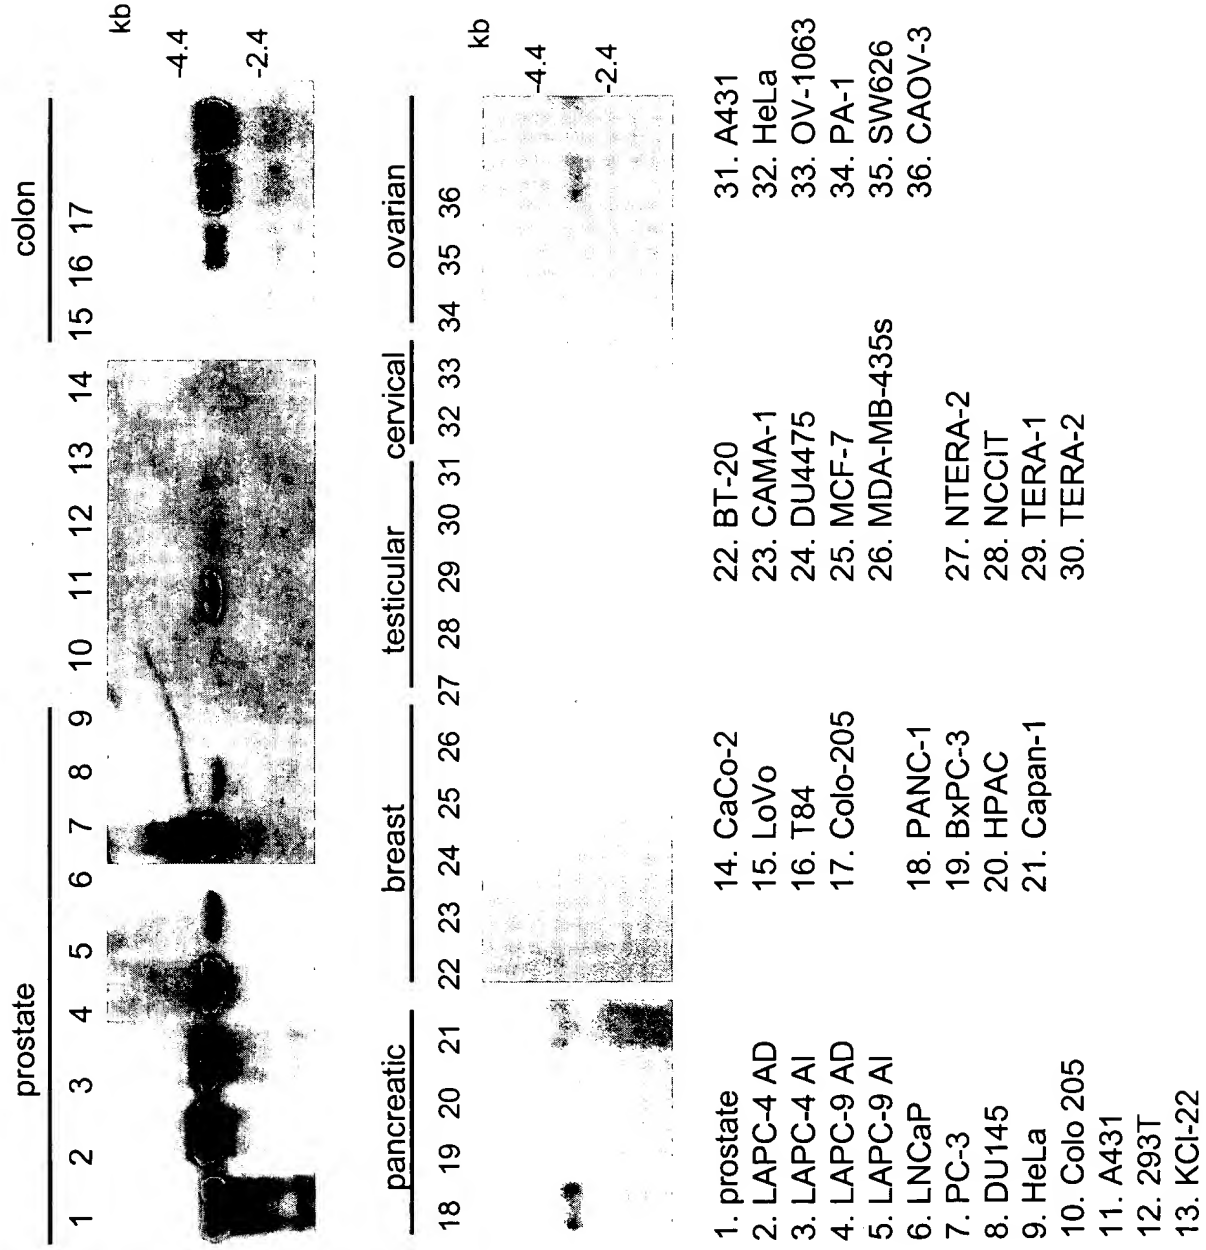 prostate colon
1 2 3 4 5 6 7 8 9 10 11 12 13 14 15 16 17
kb
-4.4
-2.4
pancreatic breast testicular cervical ovarian
18 19 20 21 22 23 24 25 26 27 28 29 30 31 32 33 34 35 36
kb
-4.4
-2.4
1. prostate
2. LAPC-4 AD
3. LAPC-4 AI
4. LAPC-9 AD
5. LAPC-9 AI
6. LNCaP
7. PC-3
8. DU145
9. HeLa
10. Colo 205
11. A431
12. 293T
13. KCI-22
14. CaCo-2
15. LoVo
16. T84
17. Colo-205
18. PANC-1
19. BxPC-3
20. HPAC
21. Capan-1
22. BT-20
23. CAMA-1
24. DU4475
25. MCF-7
26. MDA-MB-435s
27. NTERA-2
28. NCCIT
29. TERA-1
30. TERA-2
31. A431
32. HeLa
33. OV-1063
34. PA-1
35. SW626
36. CAOV-3